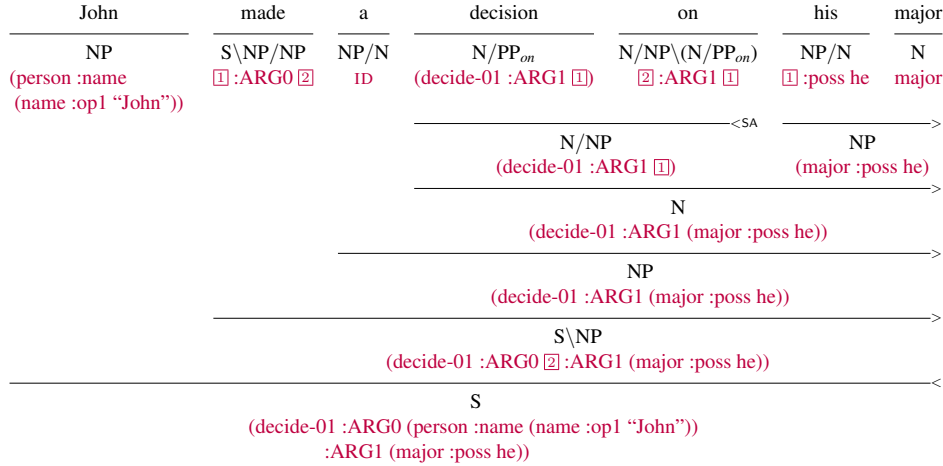 John made a decision on his major
NP S\NP/NP NP/N N/PP_on N/NP\(N/PP_on) NP/N N
(person :name 1 :ARG0 2 ID (decide-01 :ARG1 1) 2 :ARG1 1 1 :poss he major
(name :op1 “John”))
<SA >
N/NP NP
(decide-01 :ARG1 1) (major :poss he)
>
N
(decide-01 :ARG1 (major :poss he))
>
NP
(decide-01 :ARG1 (major :poss he))
>
S\NP
(decide-01 :ARG0 2 :ARG1 (major :poss he))
<
S
(decide-01 :ARG0 (person :name (name :op1 “John”))
:ARG1 (major :poss he))